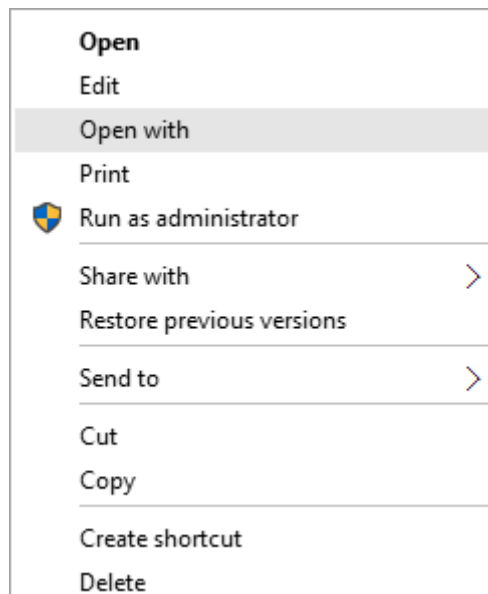 Open
Edit
Open with
Print
Run as administrator
Share with
Restore previous versions
Send to
Cut
Copy
Create shortcut
Delete